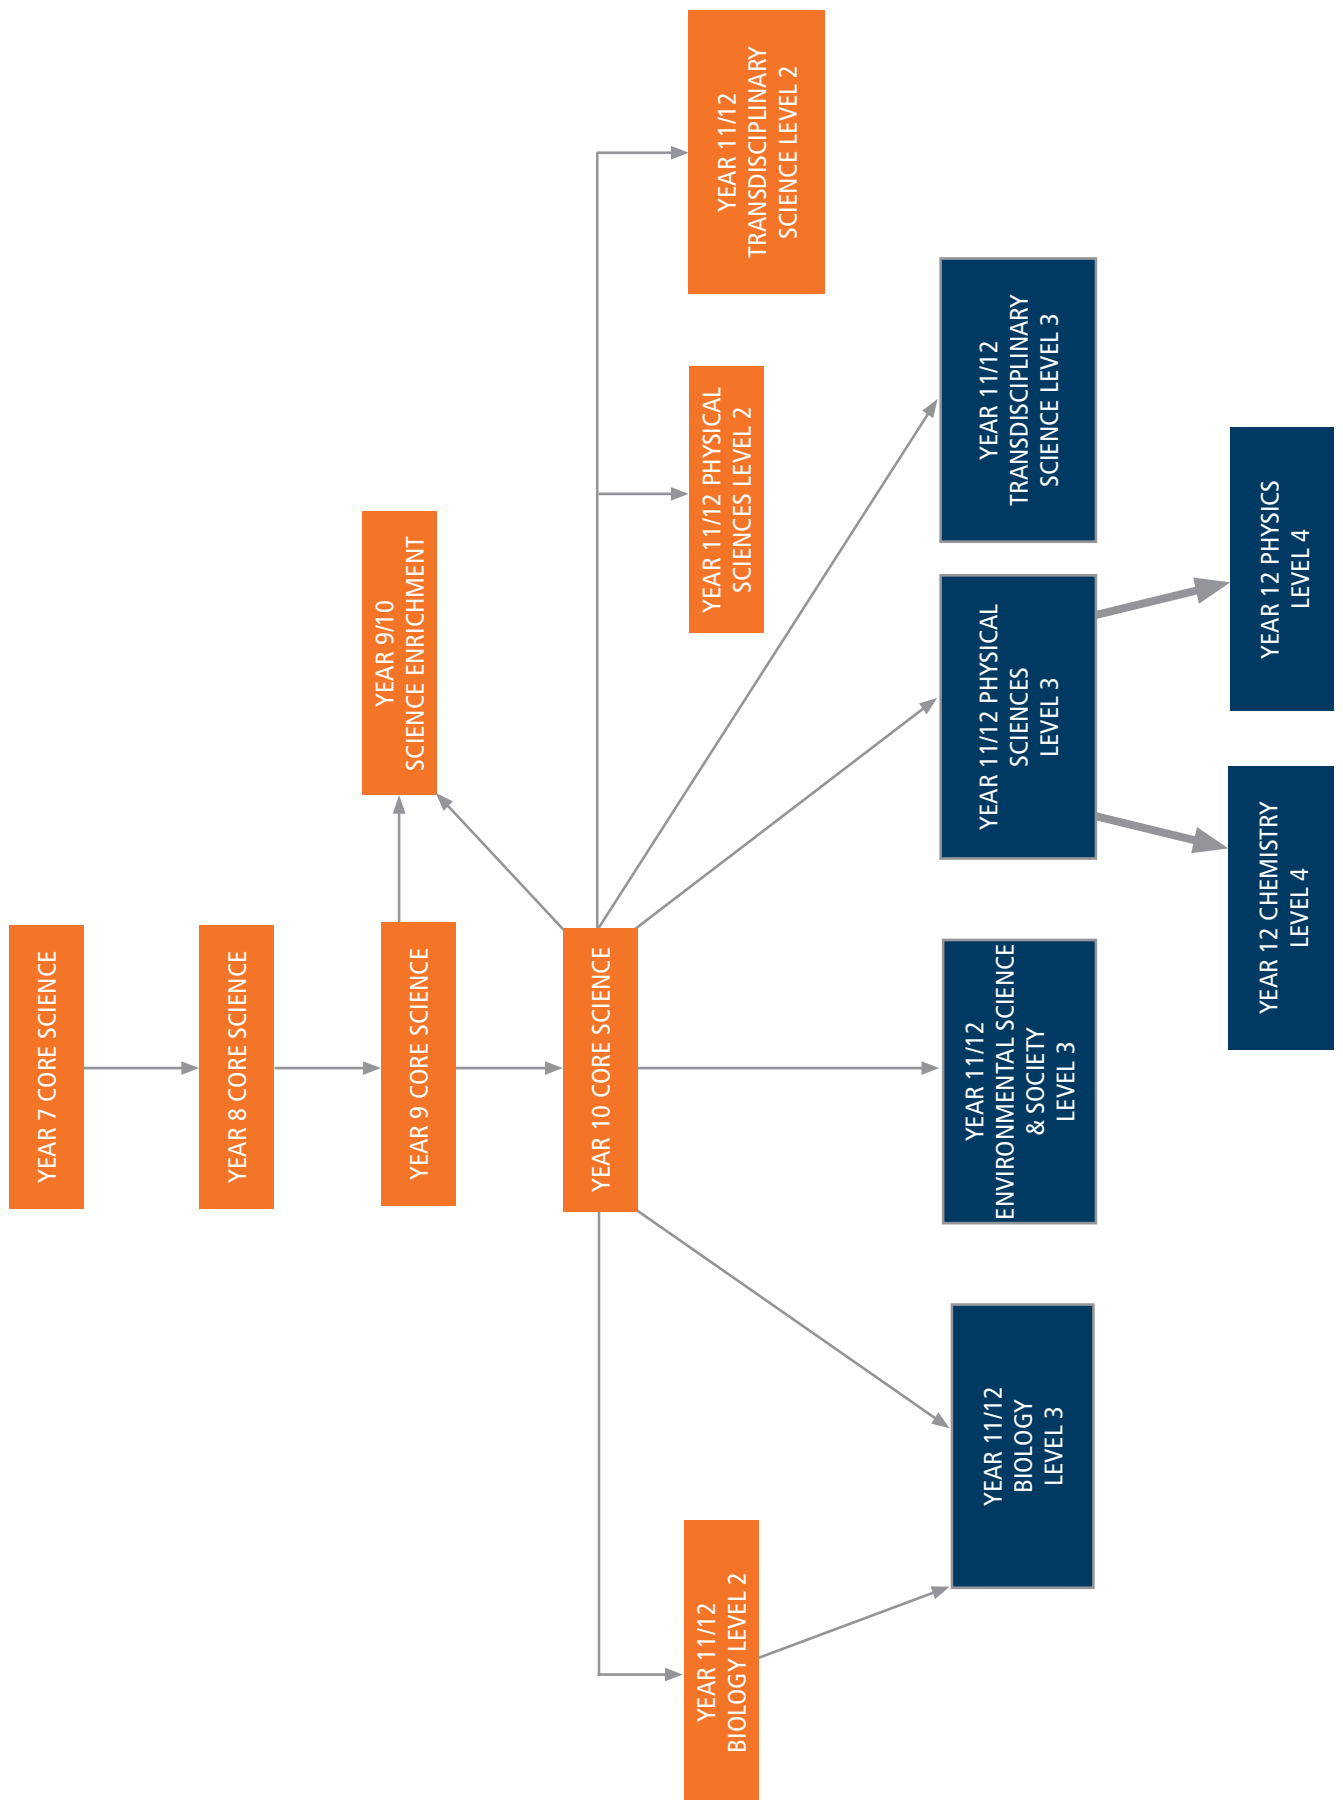 YEAR 7 CORE SCIENCE
YEAR 8 CORE SCIENCE
YEAR 9/10
SCIENCE ENRICHMENT
YEAR 9 CORE SCIENCE
YEAR 10 CORE SCIENCE
YEAR 11/12
BIOLOGY LEVEL 2
YEAR 11/12 PHYSICAL
SCIENCES LEVEL 2
YEAR 11/12
TRANSDISCIPLINARY
SCIENCE LEVEL 2
YEAR 11/12
BIOLOGY
LEVEL 3
YEAR 11/12
ENVIRONMENTAL SCIENCE
& SOCIETY
LEVEL 3
YEAR 11/12 PHYSICAL
SCIENCES
LEVEL 3
YEAR 11/12
TRANSDISCIPLINARY
SCIENCE LEVEL 3
YEAR 12 CHEMISTRY
LEVEL 4
YEAR 12 PHYSICS
LEVEL 4